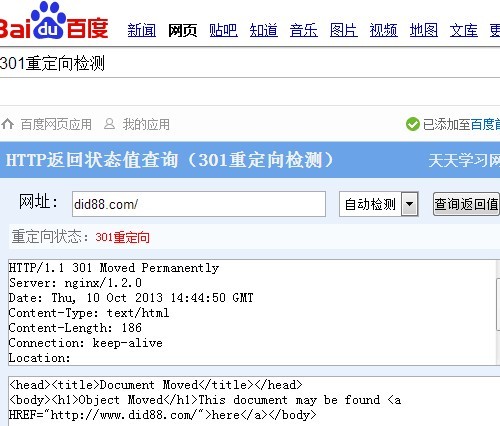 Bai du 百度 新闻 网页 贴吧 知道 音乐 图片 视频 地图 文库
301重定向检测
百度网页应用 我的应用 已添加至百度首
HTTP返回状态值查询（301重定向检测） 天天学习网
网址： did88.com/ 自动检测 查询返回值
重定向状态：301重定向
HTTP/1.1 301 Moved Permanently
Server: nginx/1.2.0
Date: Thu, 10 Oct 2013 14:44:50 GMT
Content-Type: text/html
Content-Length: 186
Connection: keep-alive
Location:
<head><title>Document Moved</title></head>
<body><h1>Object Moved</h1>This document may be found <a
HREF="http://www.did88.com/">here</a></body>